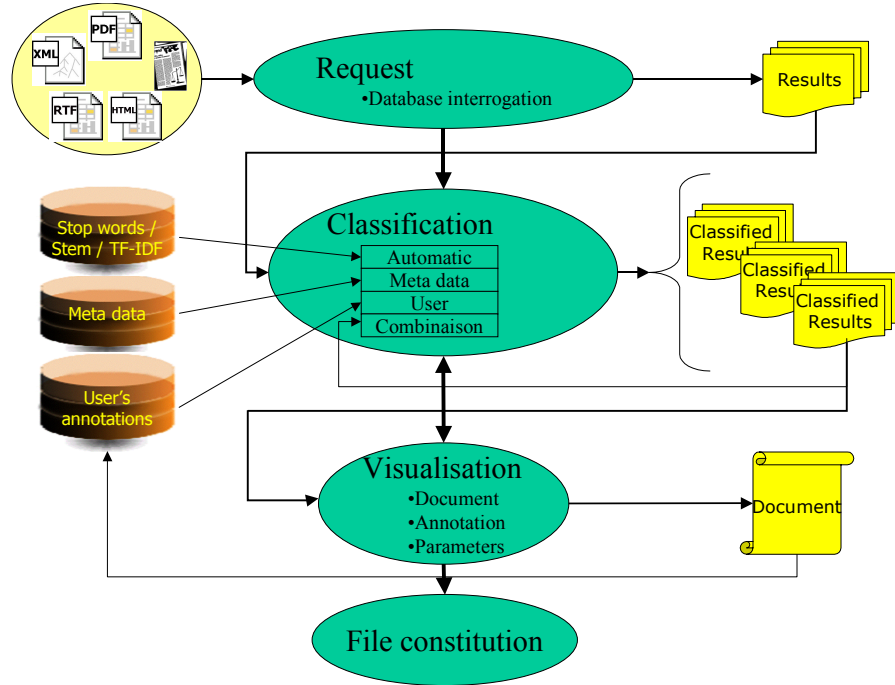 PDF
XML
RTF
HTML
Request
•Database interrogation
Results
Stop words /
Stem / TF-IDF
Meta data
User's
annotations
Classification
Automatic
Meta data
User
Combinaison
Classified
Results
Classified
Results
Classified
Results
Visualisation
•Document
•Annotation
•Parameters
Document
File constitution